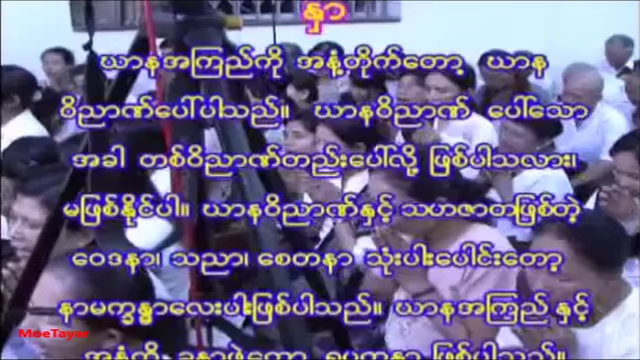 နှာ
ဃာနအကြည်ကို အနံ့တိုက်တော့ ဃာန
ဝိညာဏ်ပေါ်ပါသည်။ ဃာနဝိညာဏ် ပေါ်သော
အခါ တစ်ဝိညာဏ်တည်းပေါ်လို့ ဖြစ်ပါသလား၊
မဖြစ်နိုင်ပါ။ ဃာနဝိညာဏ်နှင့် သဟဇာတဖြစ်တဲ့
ဝေဒနာ၊ သညာ၊ စေတနာ သုံးပါးပေါင်းတော့
နာမက္ခန္ဓာလေးပါးဖြစ်ပါသည်။ ဃာနအကြည် နှင့်
MoeTayar